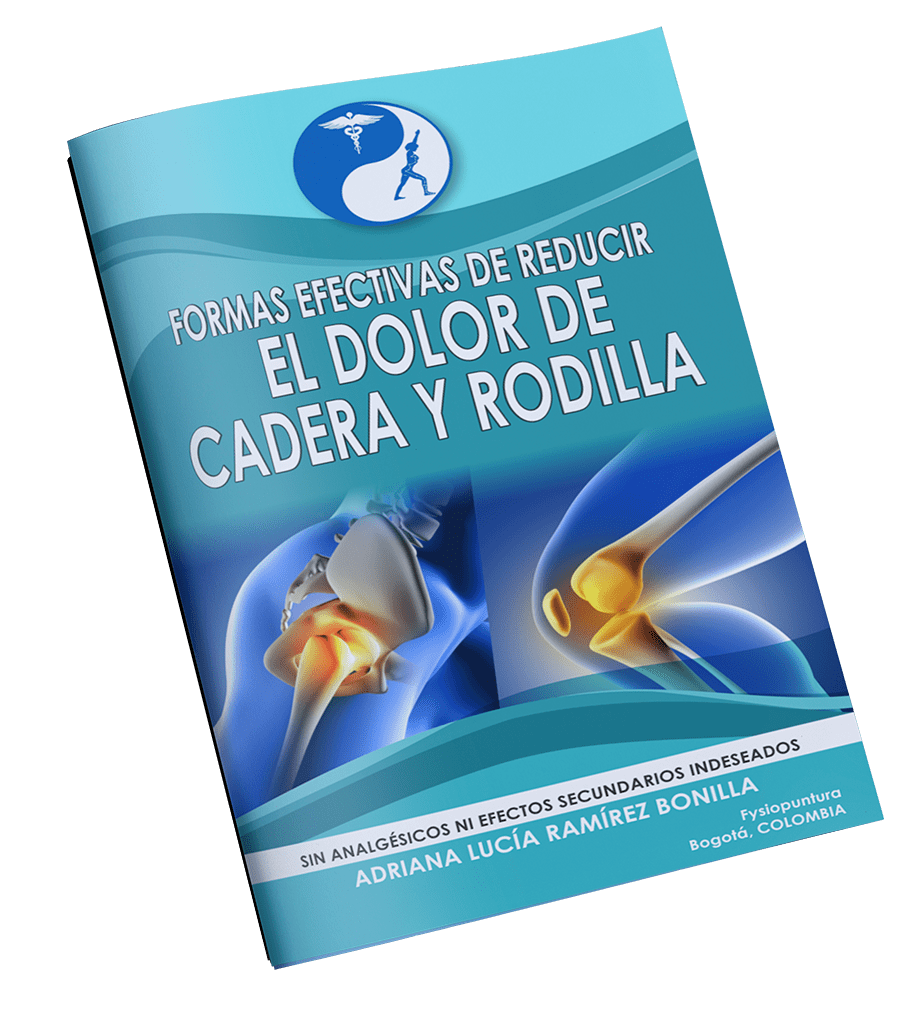 FORMAS EFECTIVAS DE REDUCIR
EL DOLOR DE
CADERA Y RODILLA
SIN ANALGÉSICOS NI EFECTOS SECUNDARIOS INDESEADOS
ADRIANA LUCÍA RAMÍREZ BONILLA
Fysiopuntura
Bogotá, COLOMBIA